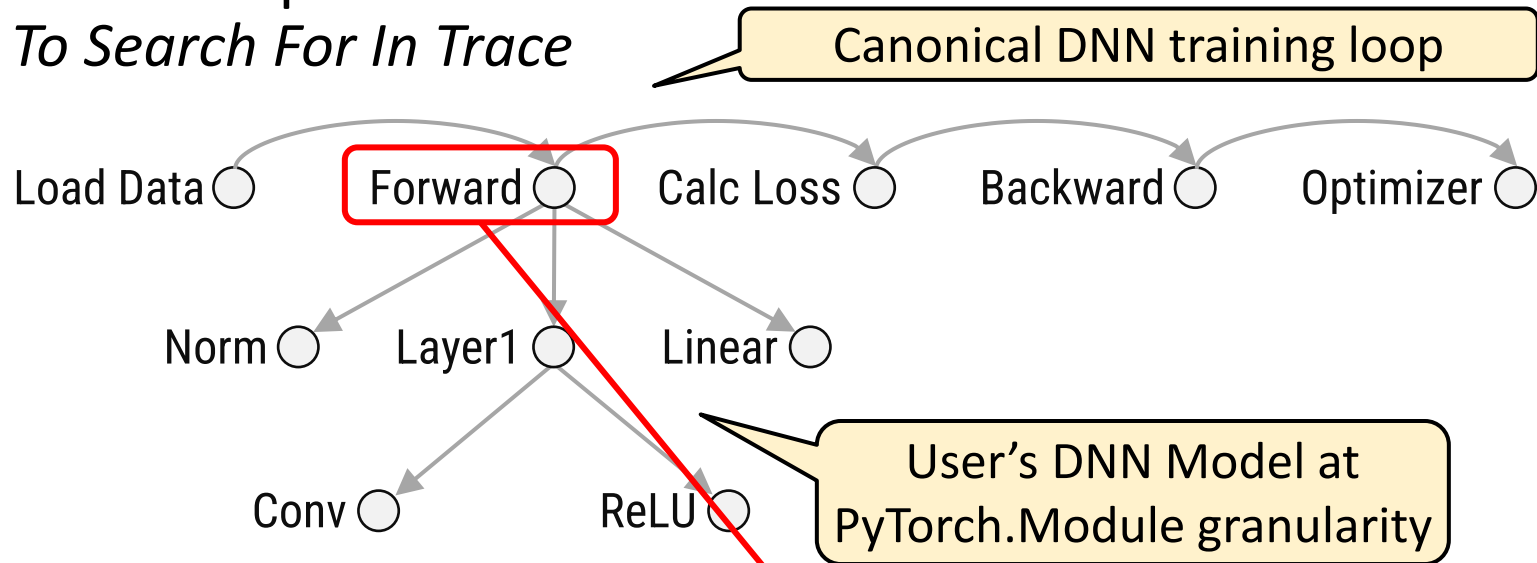 To Search For In Trace
Canonical DNN training loop
Load Data
Forward
Calc Loss
Backward
Optimizer
Norm
Layer1
Linear
User’s DNN Model at
PyTorch.Module granularity
Conv
ReLU